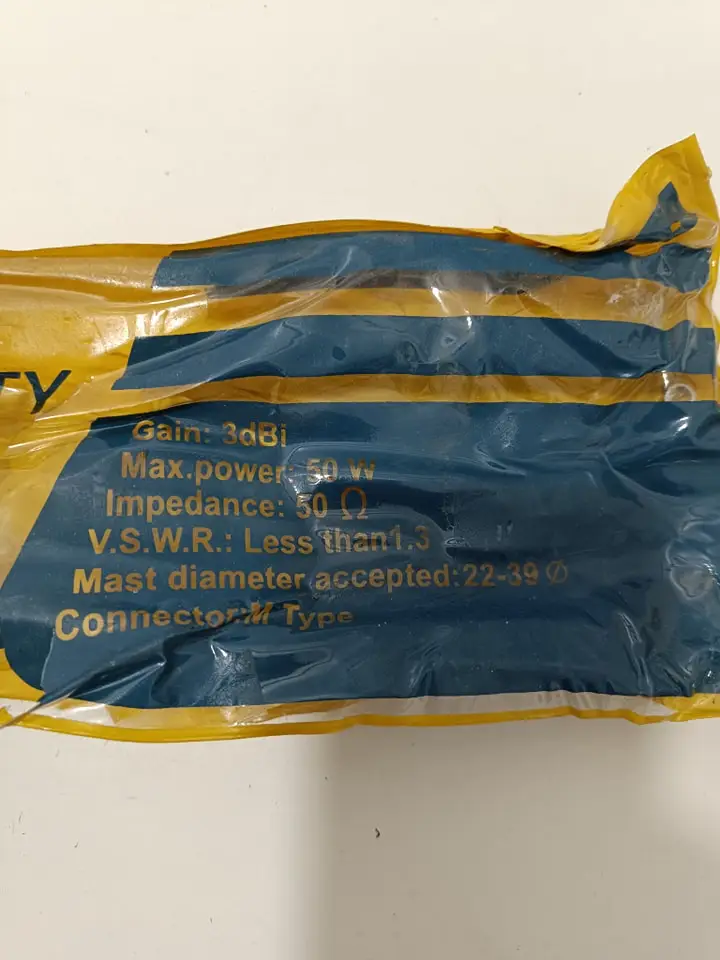 TY
Gain: 3dBi
Max.power: 50 W
Impedance: 50 Ω
V.S.W.R.: Less than1.3
Mast diameter accepted:22-39 Ø
Connector:M Type